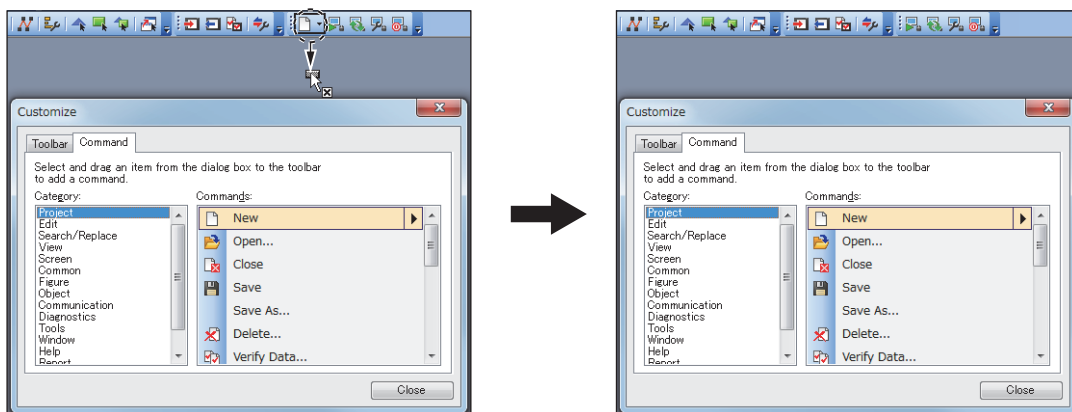 Customize
Toolbar Command
Select and drag an item from the dialog box to the toolbar
to add a command.
Category:
Commands:
Project
Edit
Search/Replace
View
Screen
Common
Figure
Object
Communication
Diagnostics
Tools
Window
Help
Report
New
Open...
Close
Save
Save As...
Delete...
Verify Data...
Close
Customize
Toolbar Command
Select and drag an item from the dialog box to the toolbar
to add a command.
Category:
Commands:
Project
Edit
Search/Replace
View
Screen
Common
Figure
Object
Communication
Diagnostics
Tools
Window
Help
Report
New
Open...
Close
Save
Save As...
Delete...
Verify Data...
Close